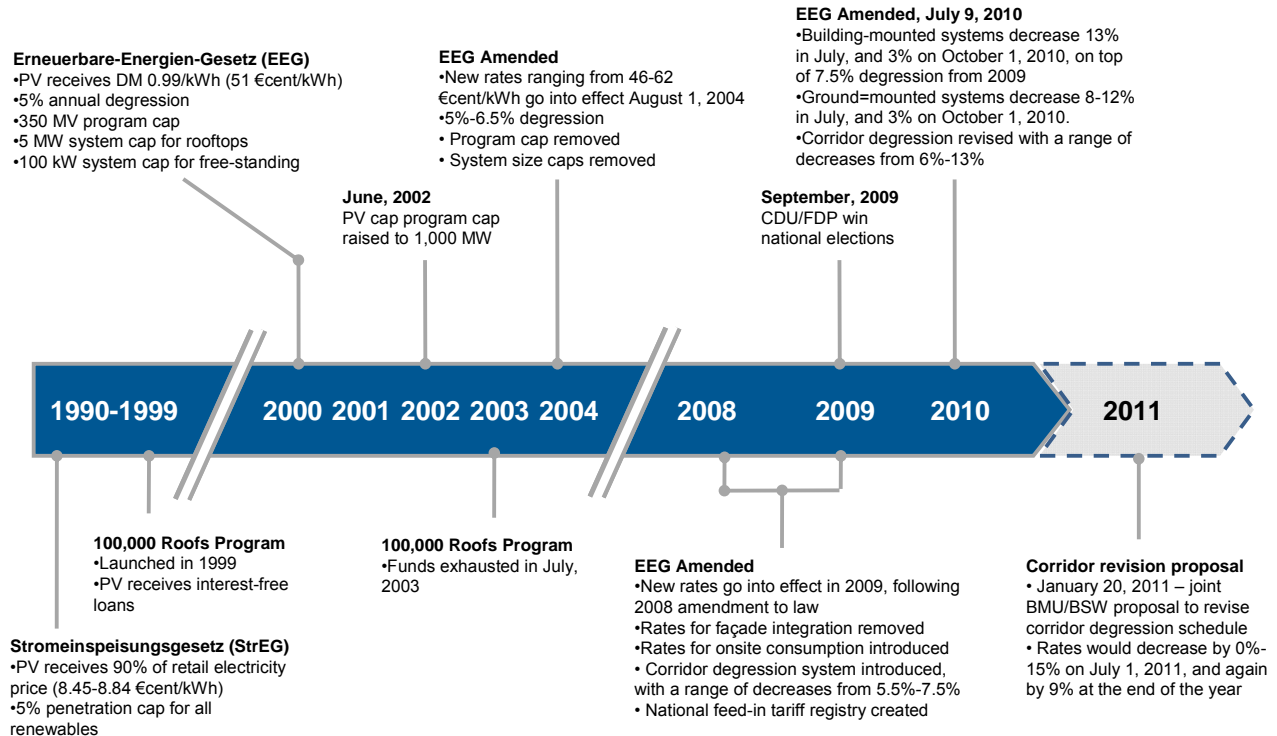 Erneuerbare-Energien-Gesetz (EEG)
•PV receives DM 0.99/kWh (51 €cent/kWh)
•5% annual degression
•350 MV program cap
•5 MW system cap for rooftops
•100 kW system cap for free-standing
June, 2002
PV cap program cap
raised to 1,000 MW
EEG Amended
•New rates ranging from 46-62
€cent/kWh go into effect August 1, 2004
•5%-6.5% degression
• Program cap removed
• System size caps removed
September, 2009
CDU/FDP win
national elections
EEG Amended, July 9, 2010
•Building-mounted systems decrease 13%
in July, and 3% on October 1, 2010, on top
of 7.5% degression from 2009
•Ground=mounted systems decrease 8-12%
in July, and 3% on October 1, 2010.
•Corridor degression revised with a range of
decreases from 6%-13%
1990-1999 2000 2001 2002 2003 2004 2008 2009 2010 2011
Stromeinspeisungsgesetz (StrEG)
•PV receives 90% of retail electricity
price (8.45-8.84 €cent/kWh)
•5% penetration cap for all
renewables
100,000 Roofs Program
•Launched in 1999
•PV receives interest-free
loans
100,000 Roofs Program
•Funds exhausted in July,
2003
EEG Amended
•New rates go into effect in 2009, following
2008 amendment to law
•Rates for façade integration removed
•Rates for onsite consumption introduced
• Corridor degression system introduced,
with a range of decreases from 5.5%-7.5%
• National feed-in tariff registry created
Corridor revision proposal
• January 20, 2011 – joint
BMU/BSW proposal to revise
corridor degression schedule
• Rates would decrease by 0%-
15% on July 1, 2011, and again
by 9% at the end of the year